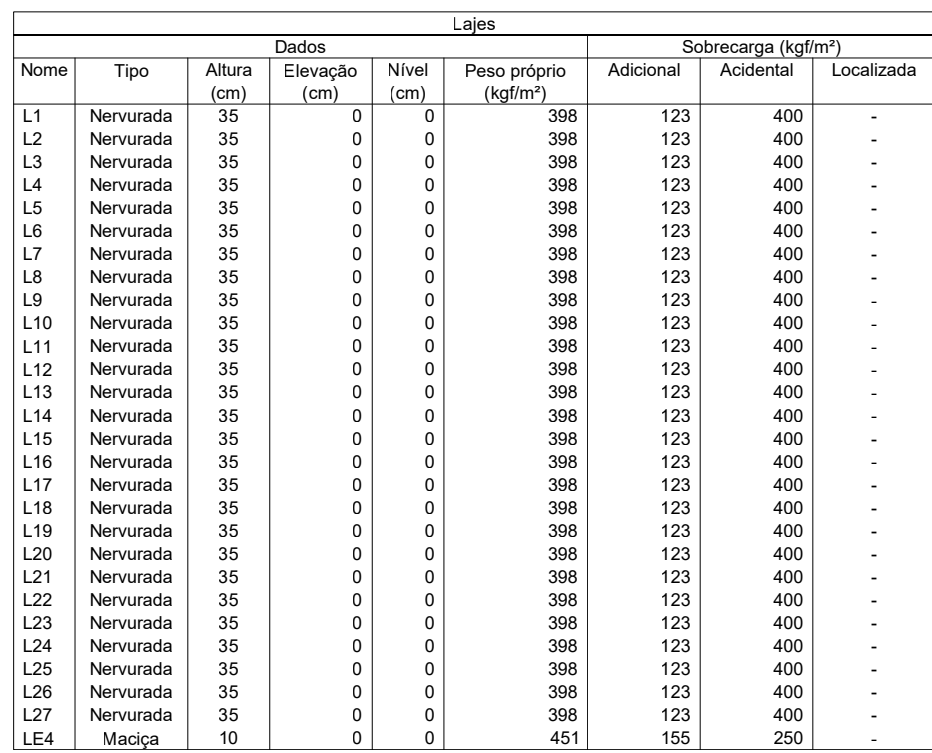 Lajes
Dados Sobrecarga (kgf/m²)
Nome Tipo Altura Elevação Nível Peso próprio Adicional Acidental Localizada
(cm) (cm) (cm) (kgf/m²)
L1 Nervurada 35 0 0 398 123 400 -
L2 Nervurada 35 0 0 398 123 400 -
L3 Nervurada 35 0 0 398 123 400 -
L4 Nervurada 35 0 0 398 123 400 -
L5 Nervurada 35 0 0 398 123 400 -
L6 Nervurada 35 0 0 398 123 400 -
L7 Nervurada 35 0 0 398 123 400 -
L8 Nervurada 35 0 0 398 123 400 -
L9 Nervurada 35 0 0 398 123 400 -
L10 Nervurada 35 0 0 398 123 400 -
L11 Nervurada 35 0 0 398 123 400 -
L12 Nervurada 35 0 0 398 123 400 -
L13 Nervurada 35 0 0 398 123 400 -
L14 Nervurada 35 0 0 398 123 400 -
L15 Nervurada 35 0 0 398 123 400 -
L16 Nervurada 35 0 0 398 123 400 -
L17 Nervurada 35 0 0 398 123 400 -
L18 Nervurada 35 0 0 398 123 400 -
L19 Nervurada 35 0 0 398 123 400 -
L20 Nervurada 35 0 0 398 123 400 -
L21 Nervurada 35 0 0 398 123 400 -
L22 Nervurada 35 0 0 398 123 400 -
L23 Nervurada 35 0 0 398 123 400 -
L24 Nervurada 35 0 0 398 123 400 -
L25 Nervurada 35 0 0 398 123 400 -
L26 Nervurada 35 0 0 398 123 400 -
L27 Nervurada 35 0 0 398 123 400 -
LE4 Maciça 10 0 0 451 155 250 -